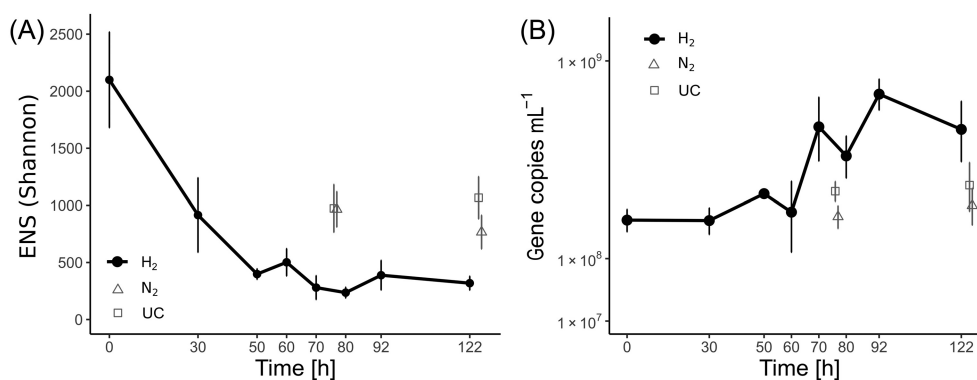 (A)
ENS (Shannon)
2500
2000
1500
1000
500
0
H₂
N₂
UC
0 30 50 60 70 80 92 122
Time [h]
(B)
Gene copies mL⁻¹
1 × 10⁹
1 × 10⁸
1 × 10⁷
H₂
N₂
UC
0 30 50 60 70 80 92 122
Time [h]